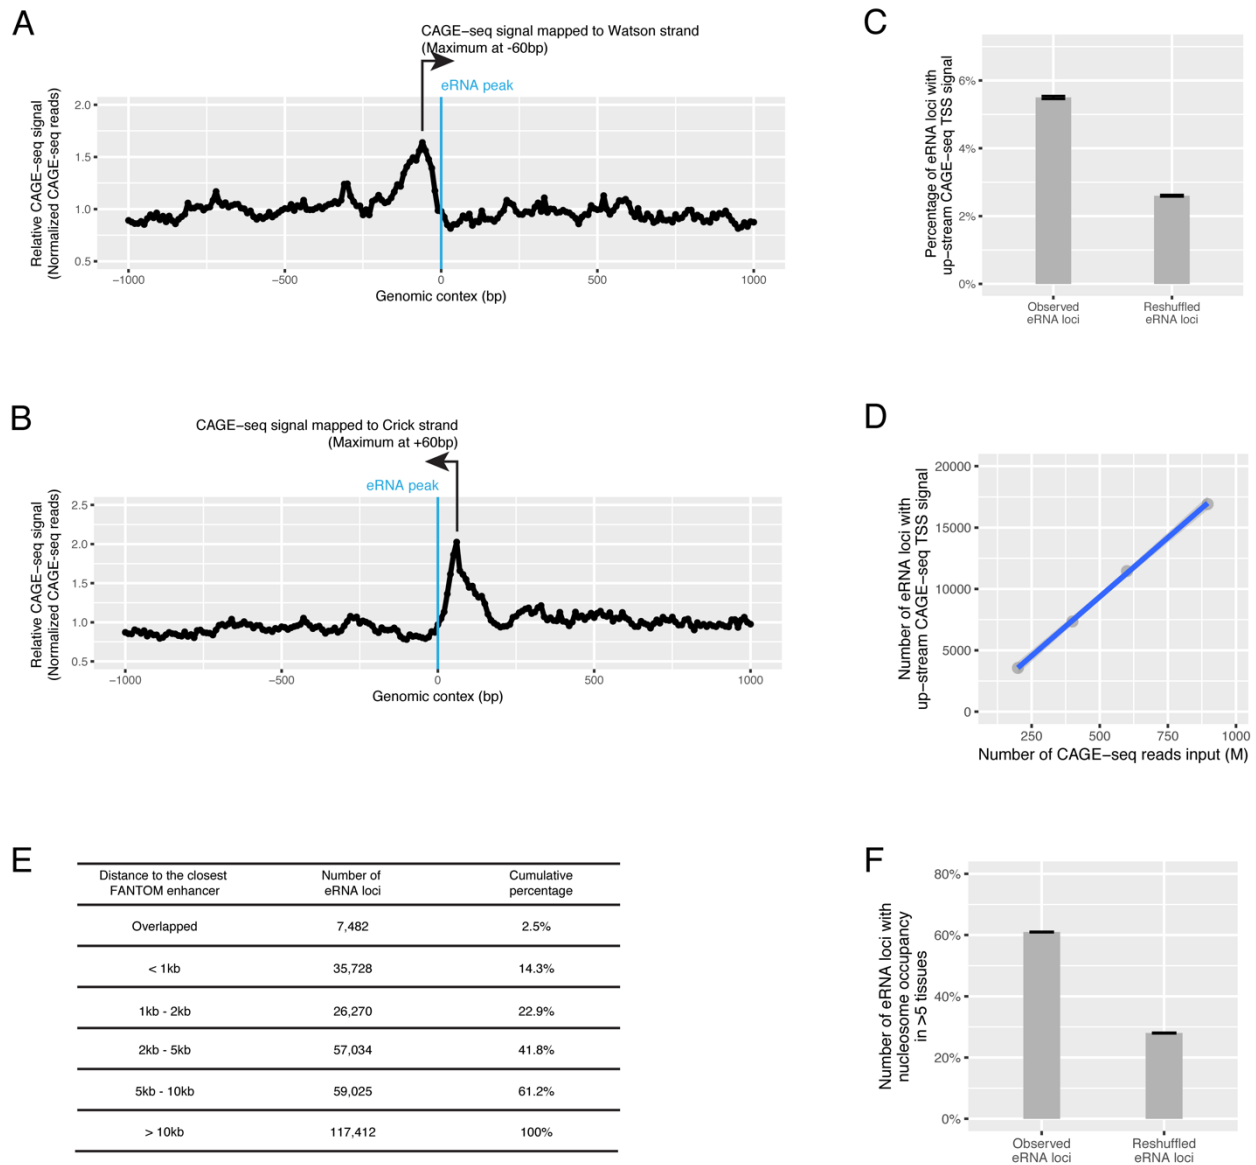 A
CAGE−seq signal mapped to Watson strand
(Maximum at -60bp)
eRNA peak
Relative CAGE−seq signal
(Normalized CAGE-seq reads)
2.0
1.5
1.0
0.5
−1000
−500
0
500
1000
Genomic contex (bp)
C
Percentage of eRNA loci with
up−stream CAGE−seq TSS signal
6%
4%
2%
0%
Observed
eRNA loci
Reshuffled
eRNA loci
B
CAGE−seq signal mapped to Crick strand
(Maximum at +60bp)
eRNA peak
Relative CAGE−seq signal
(Normalized CAGE-seq reads)
2.5
2.0
1.5
1.0
0.5
−1000
−500
0
500
1000
Genomic contex (bp)
D
Number of eRNA loci with
up−stream CAGE−seq TSS signal
20000
15000
10000
5000
0
250
500
750
1000
Number of CAGE−seq reads input (M)
E
Distance to the closest
FANTOM enhancer
Number of
eRNA loci
Cumulative
percentage
Overlapped 7,482 2.5%
< 1kb 35,728 14.3%
1kb - 2kb 26,270 22.9%
2kb - 5kb 57,034 41.8%
5kb - 10kb 59,025 61.2%
> 10kb 117,412 100%
F
Number of eRNA loci with
nucleosome occupancy
in >5 tissues
80%
60%
40%
20%
0%
Observed
eRNA loci
Reshuffled
eRNA loci